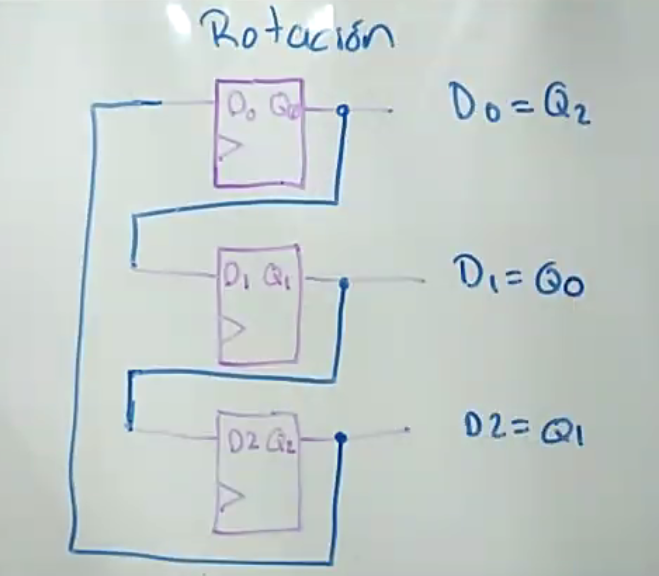 Rotación
D0 Q0
D0 = Q2
D1 Q1
D1 = Q0
D2 Q2
D2 = Q1